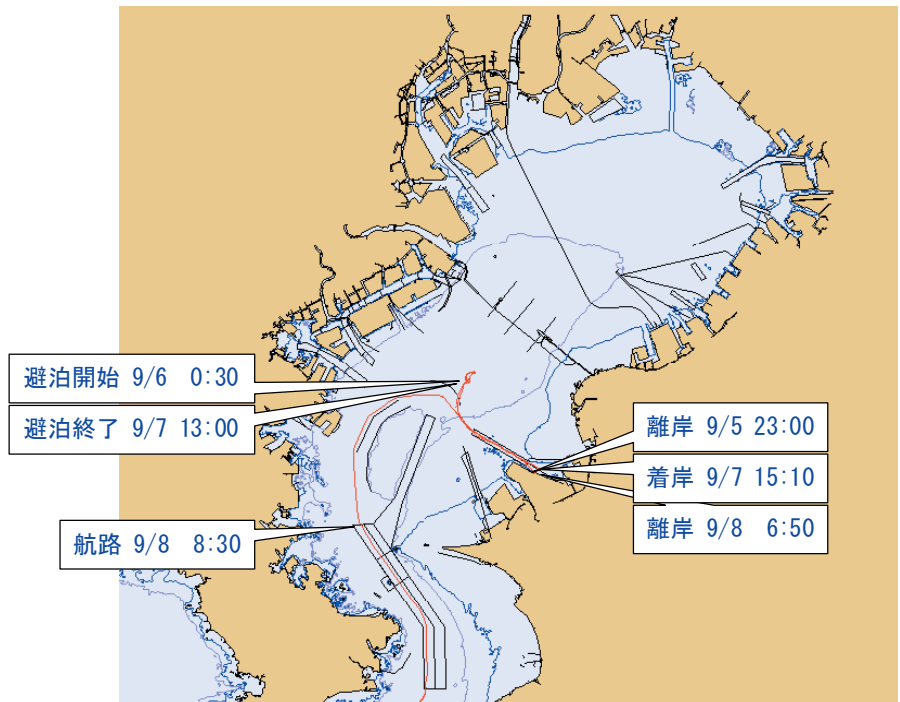 避泊開始 9/6 0:30
避泊終了 9/7 13:00
離岸 9/5 23:00
着岸 9/7 15:10
離岸 9/8 6:50
航路 9/8 8:30